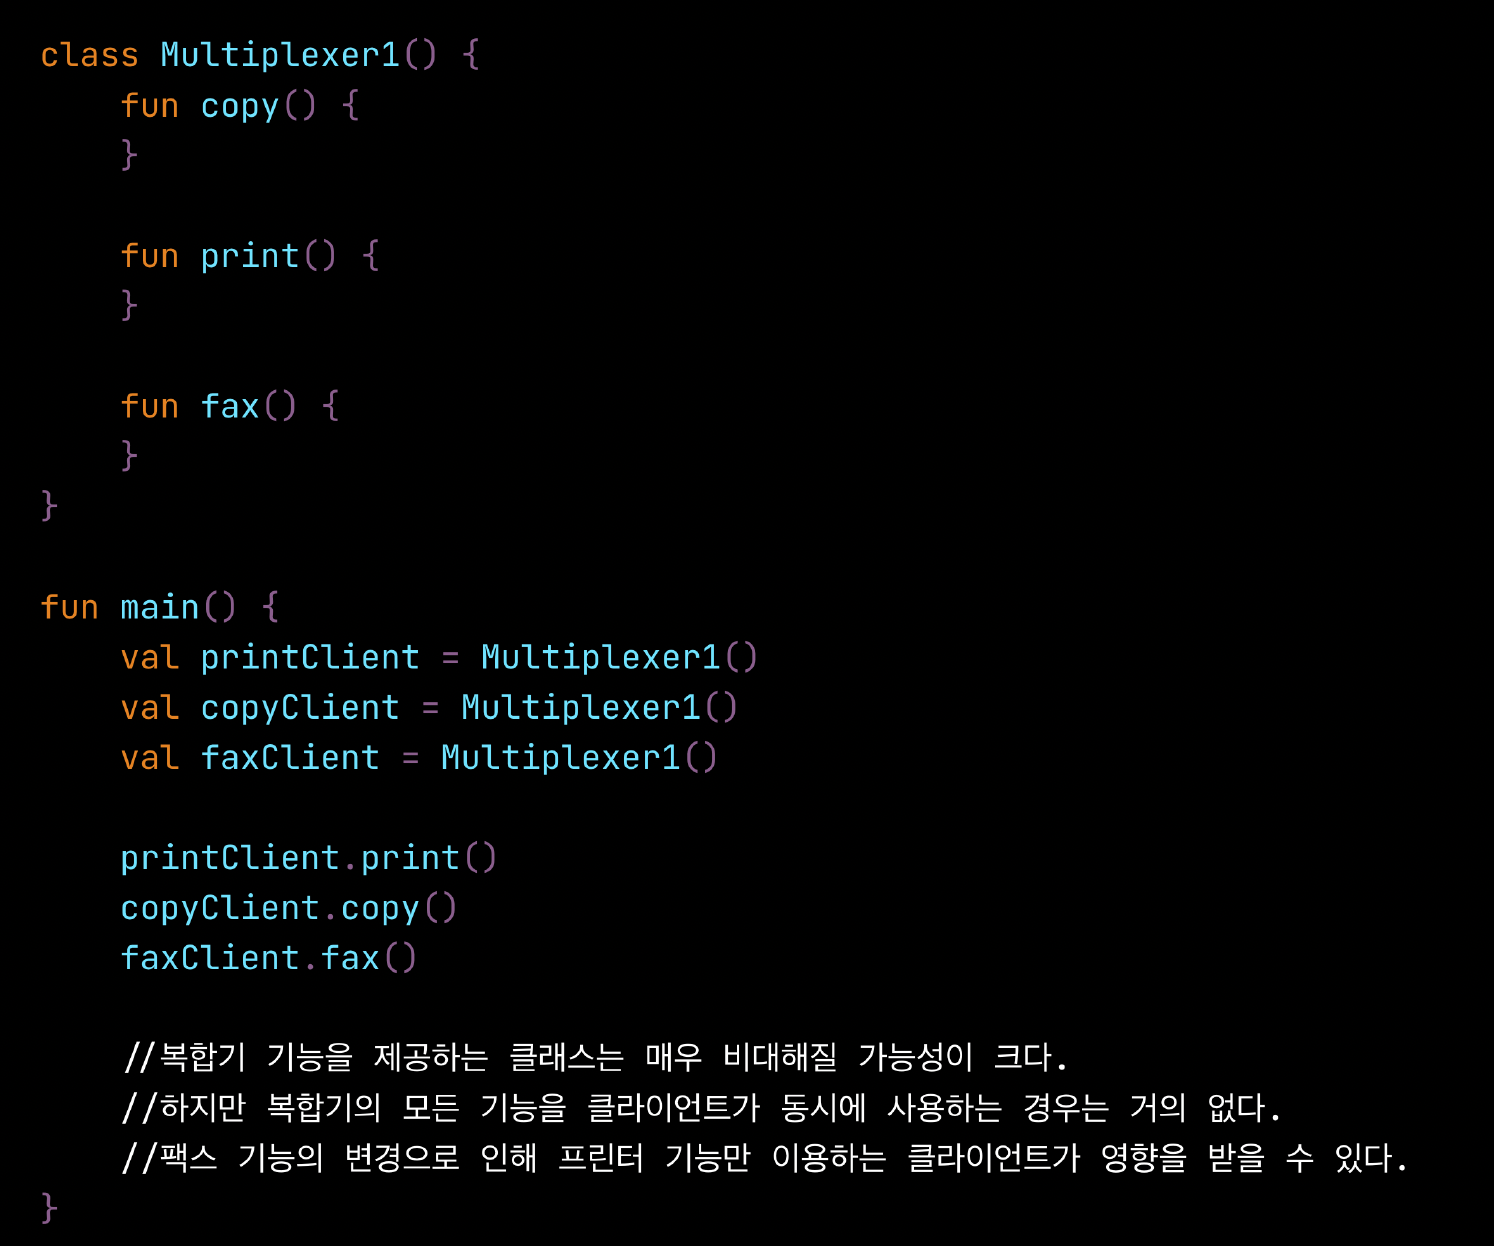 class Multiplexer1() {
    fun copy() {
    }

    fun print() {
    }

    fun fax() {
    }
}

fun main() {
    val printClient = Multiplexer1()
    val copyClient = Multiplexer1()
    val faxClient = Multiplexer1()

    printClient.print()
    copyClient.copy()
    faxClient.fax()

    //복합기 기능을 제공하는 클래스는 매우 비대해질 가능성이 크다.
    //하지만 복합기의 모든 기능을 클라이언트가 동시에 사용하는 경우는 거의 없다.
    //팩스 기능의 변경으로 인해 프린터 기능만 이용하는 클라이언트가 영향을 받을 수 있다.
}